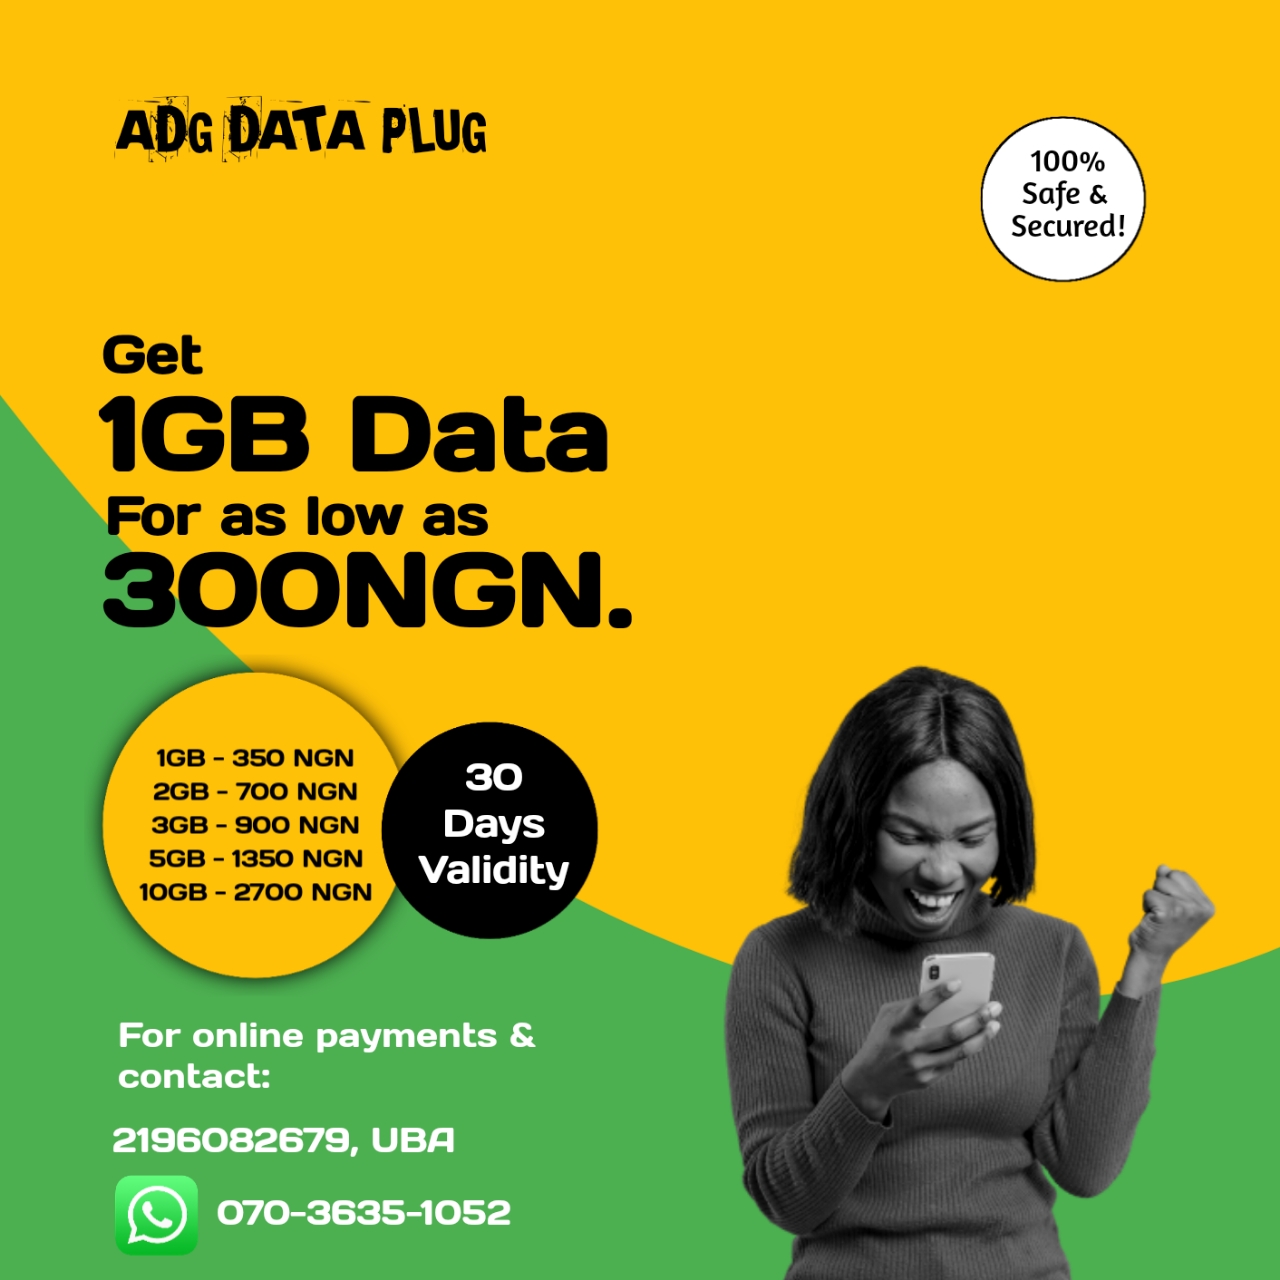 ADG DATA PLUG
100%
Safe &
Secured!
Get
1GB Data
For as low as
300NGN.
1GB - 350 NGN
2GB - 700 NGN
3GB - 900 NGN
5GB - 1350 NGN
10GB - 2700 NGN
30
Days
Validity
For online payments &
contact:
2196082679, UBA
070-3635-1052